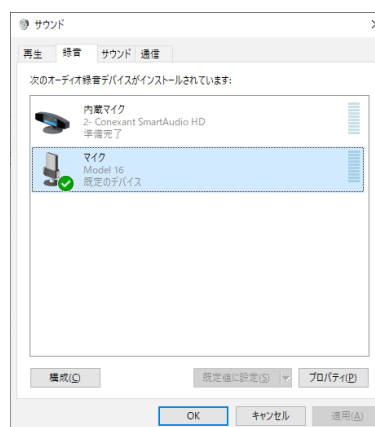 サウンド
再生 録音 サウンド 通信
次のオーディオ録音デバイスがインストールされています:
内蔵マイク
2- Conexant SmartAudio HD
準備完了
マイク
Model 16
既定のデバイス
構成(C) 既定値に設定(S) プロパティ(P)
OK キャンセル 適用(A)